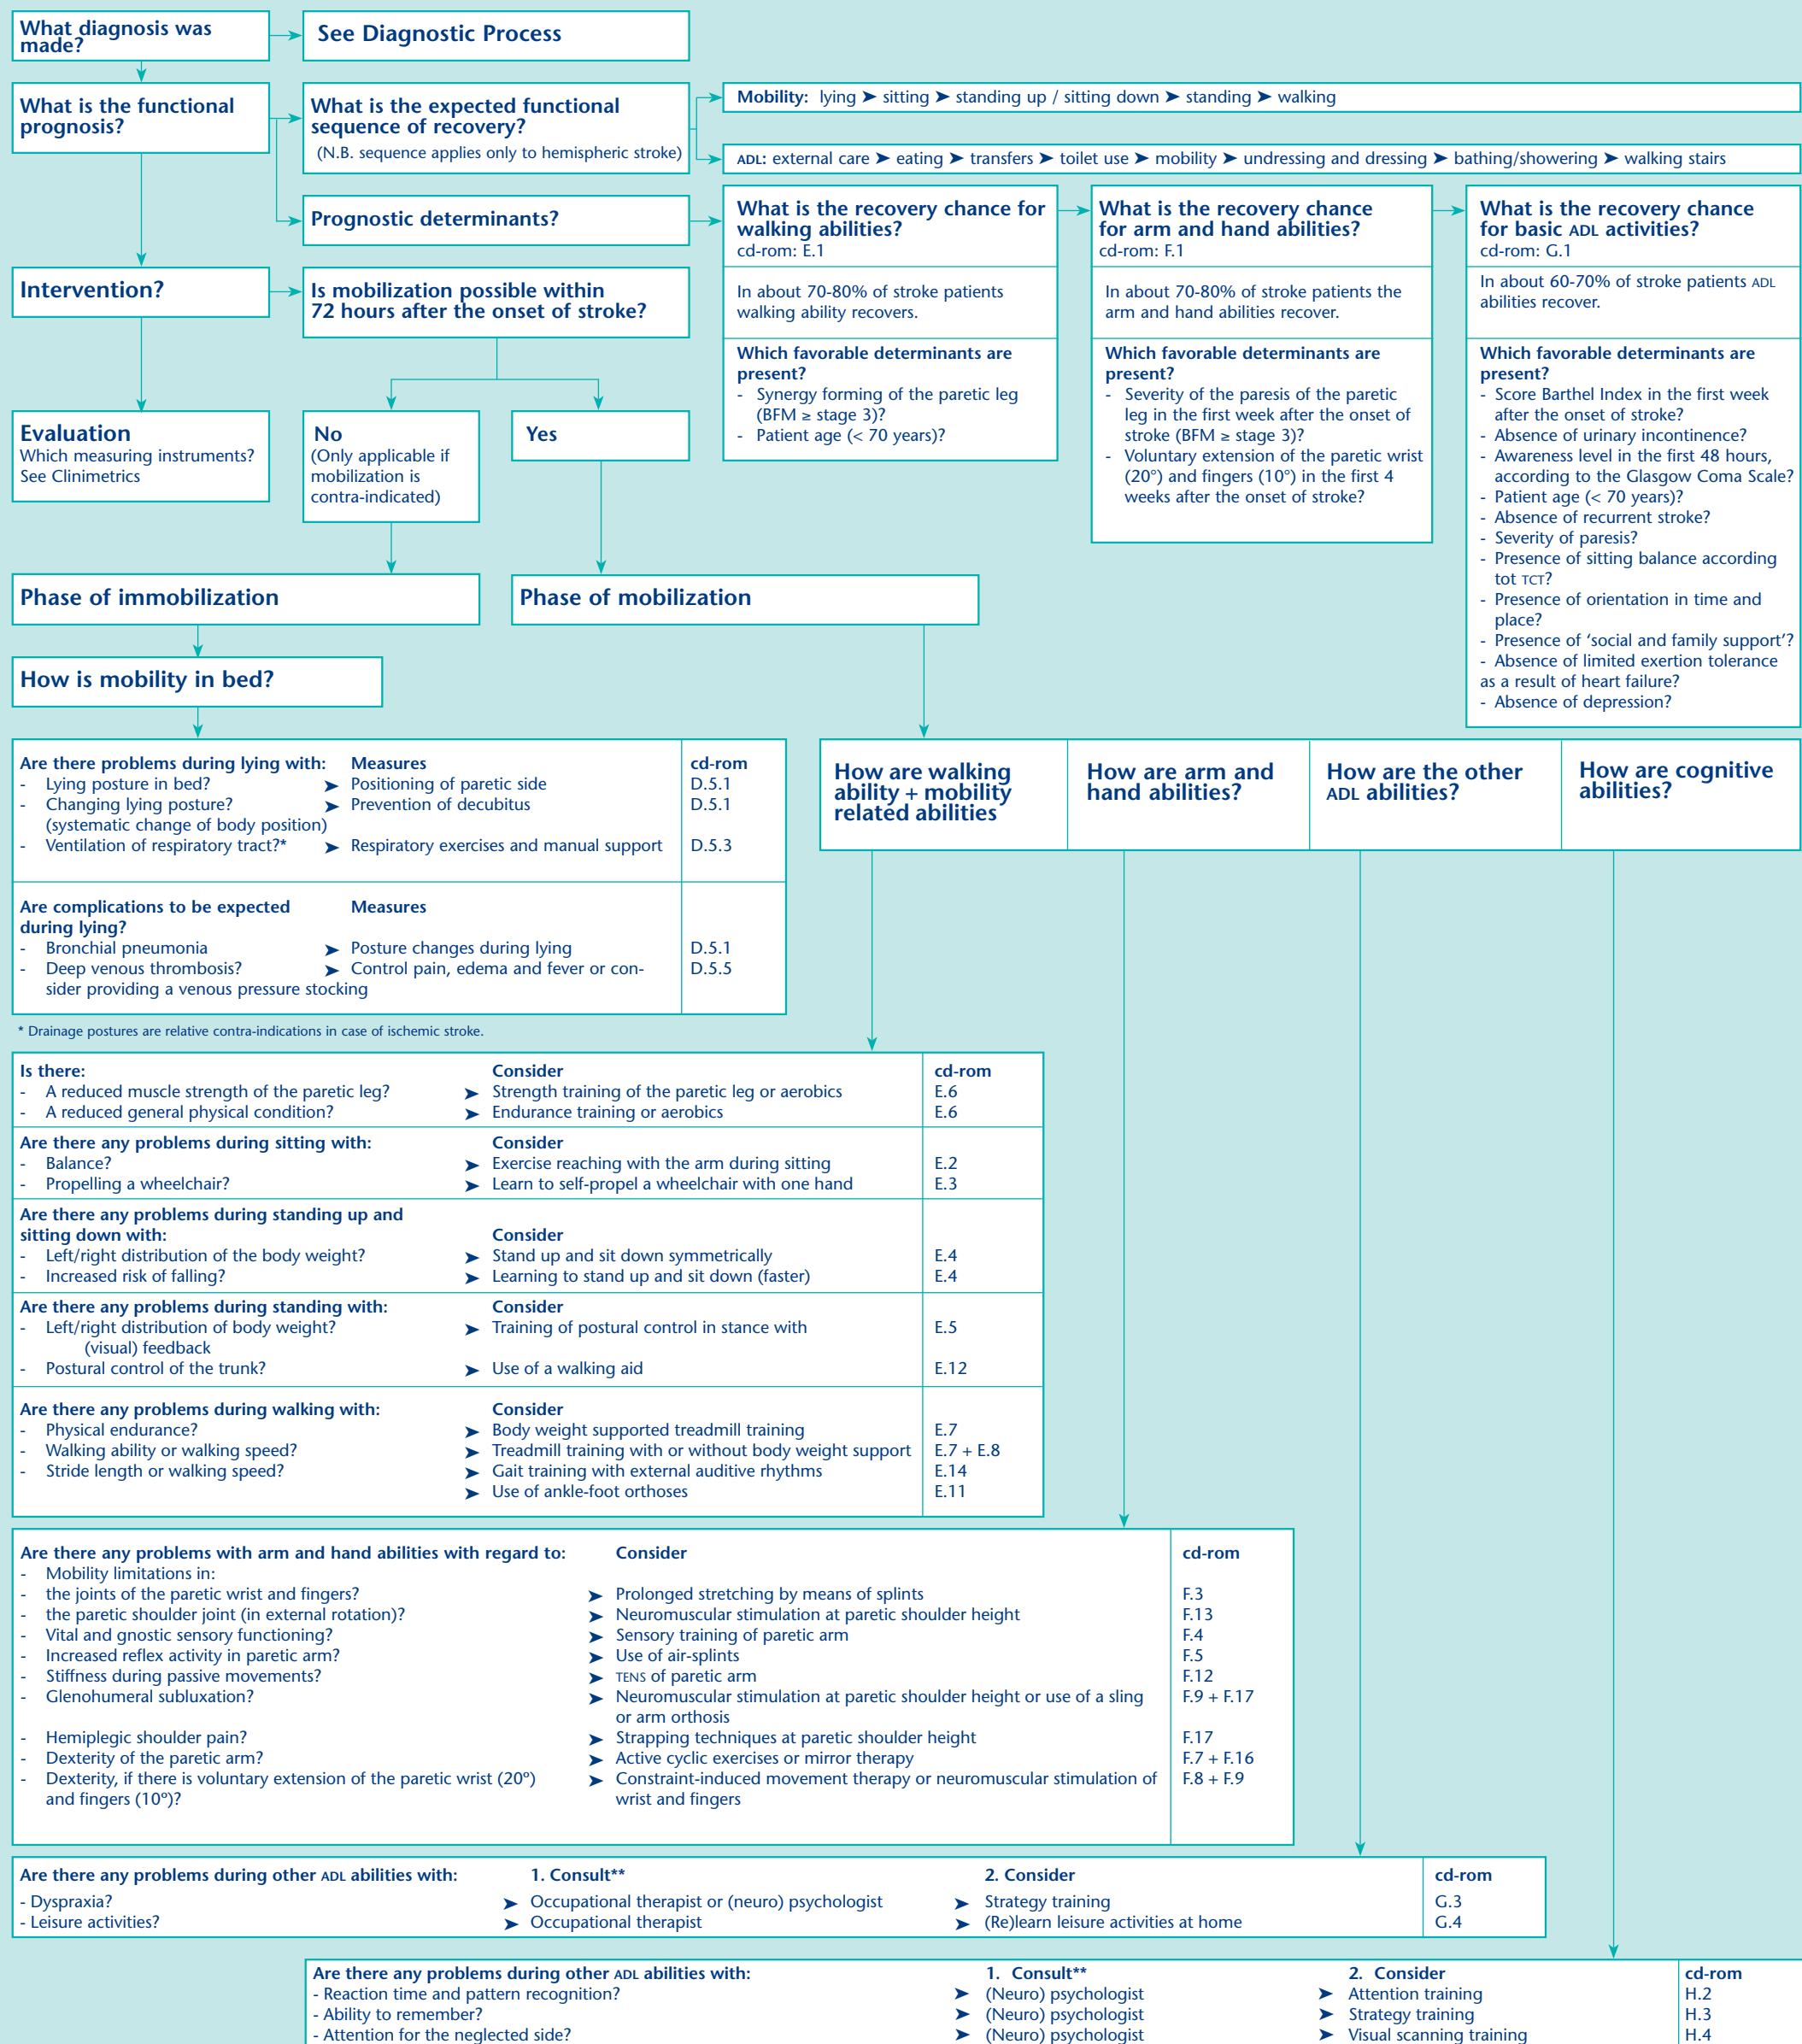 What diagnosis was
made?
See Diagnostic Process
What is the functional
prognosis?
What is the expected functional
sequence of recovery?
(N.B. sequence applies only to hemispheric stroke)
Mobility: lying ➤ sitting ➤ standing up / sitting down ➤ standing ➤ walking
ADL: external care ➤ eating ➤ transfers ➤ toilet use ➤ mobility ➤ undressing and dressing ➤ bathing/showering ➤ walking stairs
Prognostic determinants?
What is the recovery chance for
walking abilities?
cd-rom: E.1
In about 70-80% of stroke patients
walking ability recovers.
Which favorable determinants are
present?
- Synergy forming of the paretic leg
(BFM ≥ stage 3)?
- Patient age (< 70 years)?
What is the recovery chance
for arm and hand abilities?
cd-rom: F.1
In about 70-80% of stroke patients the
arm and hand abilities recover.
Which favorable determinants are
present?
- Severity of the paresis of the paretic
leg in the first week after the onset of
stroke (BFM ≥ stage 3)?
- Voluntary extension of the paretic wrist
(20°) and fingers (10°) in the first 4
weeks after the onset of stroke?
What is the recovery chance
for basic ADL activities?
cd-rom: G.1
In about 60-70% of stroke patients ADL
abilities recover.
Which favorable determinants are
present?
- Score Barthel Index in the first week
after the onset of stroke?
- Absence of urinary incontinence?
- Awareness level in the first 48 hours,
according to the Glasgow Coma Scale?
- Patient age (< 70 years)?
- Absence of recurrent stroke?
- Severity of paresis?
- Presence of sitting balance according
tot TCT?
- Presence of orientation in time and
place?
- Presence of ‘social and family support’?
- Absence of limited exertion tolerance
as a result of heart failure?
- Absence of depression?
Intervention?
Is mobilization possible within
72 hours after the onset of stroke?
Evaluation
Which measuring instruments?
See Clinimetrics
No
(Only applicable if
mobilization is
contra-indicated)
Yes
Phase of immobilization
Phase of mobilization
How is mobility in bed?
Are there problems during lying with: Measures cd-rom
- Lying posture in bed? ➤ Positioning of paretic side D.5.1
- Changing lying posture? ➤ Prevention of decubitus D.5.1
(systematic change of body position)
- Ventilation of respiratory tract?* ➤ Respiratory exercises and manual support D.5.3
Are complications to be expected Measures
during lying?
- Bronchial pneumonia ➤ Posture changes during lying D.5.1
- Deep venous thrombosis? ➤ Control pain, edema and fever or con- D.5.5
sider providing a venous pressure stocking
* Drainage postures are relative contra-indications in case of ischemic stroke.
How are walking
ability + mobility
related abilities
How are arm and
hand abilities?
How are the other
ADL abilities?
How are cognitive
abilities?
Is there: Consider cd-rom
- A reduced muscle strength of the paretic leg? ➤ Strength training of the paretic leg or aerobics E.6
- A reduced general physical condition? ➤ Endurance training or aerobics E.6
Are there any problems during sitting with: Consider
- Balance? ➤ Exercise reaching with the arm during sitting E.2
- Propelling a wheelchair? ➤ Learn to self-propel a wheelchair with one hand E.3
Are there any problems during standing up and
sitting down with: Consider
- Left/right distribution of the body weight? ➤ Stand up and sit down symmetrically E.4
- Increased risk of falling? ➤ Learning to stand up and sit down (faster) E.4
Are there any problems during standing with: Consider
- Left/right distribution of body weight? ➤ Training of postural control in stance with E.5
(visual) feedback
- Postural control of the trunk? ➤ Use of a walking aid E.12
Are there any problems during walking with: Consider
- Physical endurance? ➤ Body weight supported treadmill training E.7
- Walking ability or walking speed? ➤ Treadmill training with or without body weight support E.7 + E.8
- Stride length or walking speed? ➤ Gait training with external auditive rhythms E.14
➤ Use of ankle-foot orthoses E.11
Are there any problems with arm and hand abilities with regard to: Consider cd-rom
- Mobility limitations in:
- the joints of the paretic wrist and fingers? ➤ Prolonged stretching by means of splints F.3
- the paretic shoulder joint (in external rotation)? ➤ Neuromuscular stimulation at paretic shoulder height F.13
- Vital and gnostic sensory functioning? ➤ Sensory training of paretic arm F.4
- Increased reflex activity in paretic arm? ➤ Use of air-splints F.5
- Stiffness during passive movements? ➤ TENS of paretic arm F.12
- Glenohumeral subluxation? ➤ Neuromuscular stimulation at paretic shoulder height or use of a sling F.9 + F.17
or arm orthosis
- Hemiplegic shoulder pain? ➤ Strapping techniques at paretic shoulder height F.17
- Dexterity of the paretic arm? ➤ Active cyclic exercises or mirror therapy F.7 + F.16
- Dexterity, if there is voluntary extension of the paretic wrist (20º) ➤ Constraint-induced movement therapy or neuromuscular stimulation of F.8 + F.9
and fingers (10º)? wrist and fingers
Are there any problems during other ADL abilities with: 1. Consult** 2. Consider cd-rom
- Dyspraxia? ➤ Occupational therapist or (neuro) psychologist ➤ Strategy training G.3
- Leisure activities? ➤ Occupational therapist ➤ (Re)learn leisure activities at home G.4
Are there any problems during other ADL abilities with: 1. Consult** 2. Consider cd-rom
- Reaction time and pattern recognition? ➤ (Neuro) psychologist ➤ Attention training H.2
- Ability to remember? ➤ (Neuro) psychologist ➤ Strategy training H.3
- Attention for the neglected side? ➤ (Neuro) psychologist ➤ Visual scanning training H.4